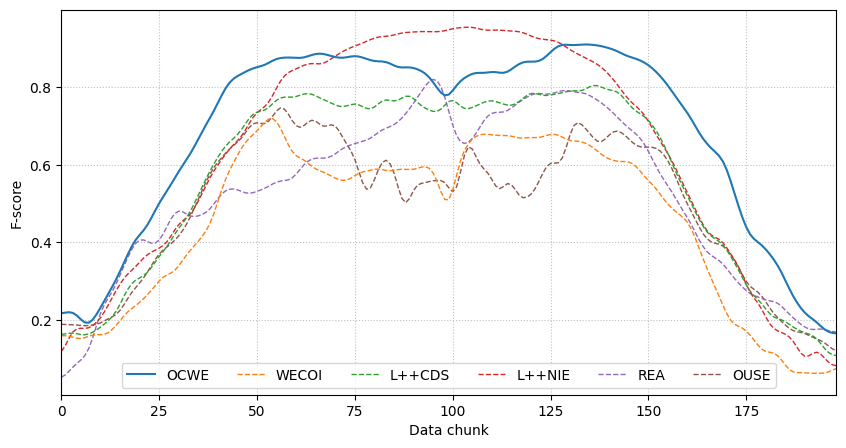 F-score
0.8
0.6
0.4
0.2
OCWE WECOI L++CDS L++NIE REA OUSE
0 25 50 75 100 125 150 175
Data chunk